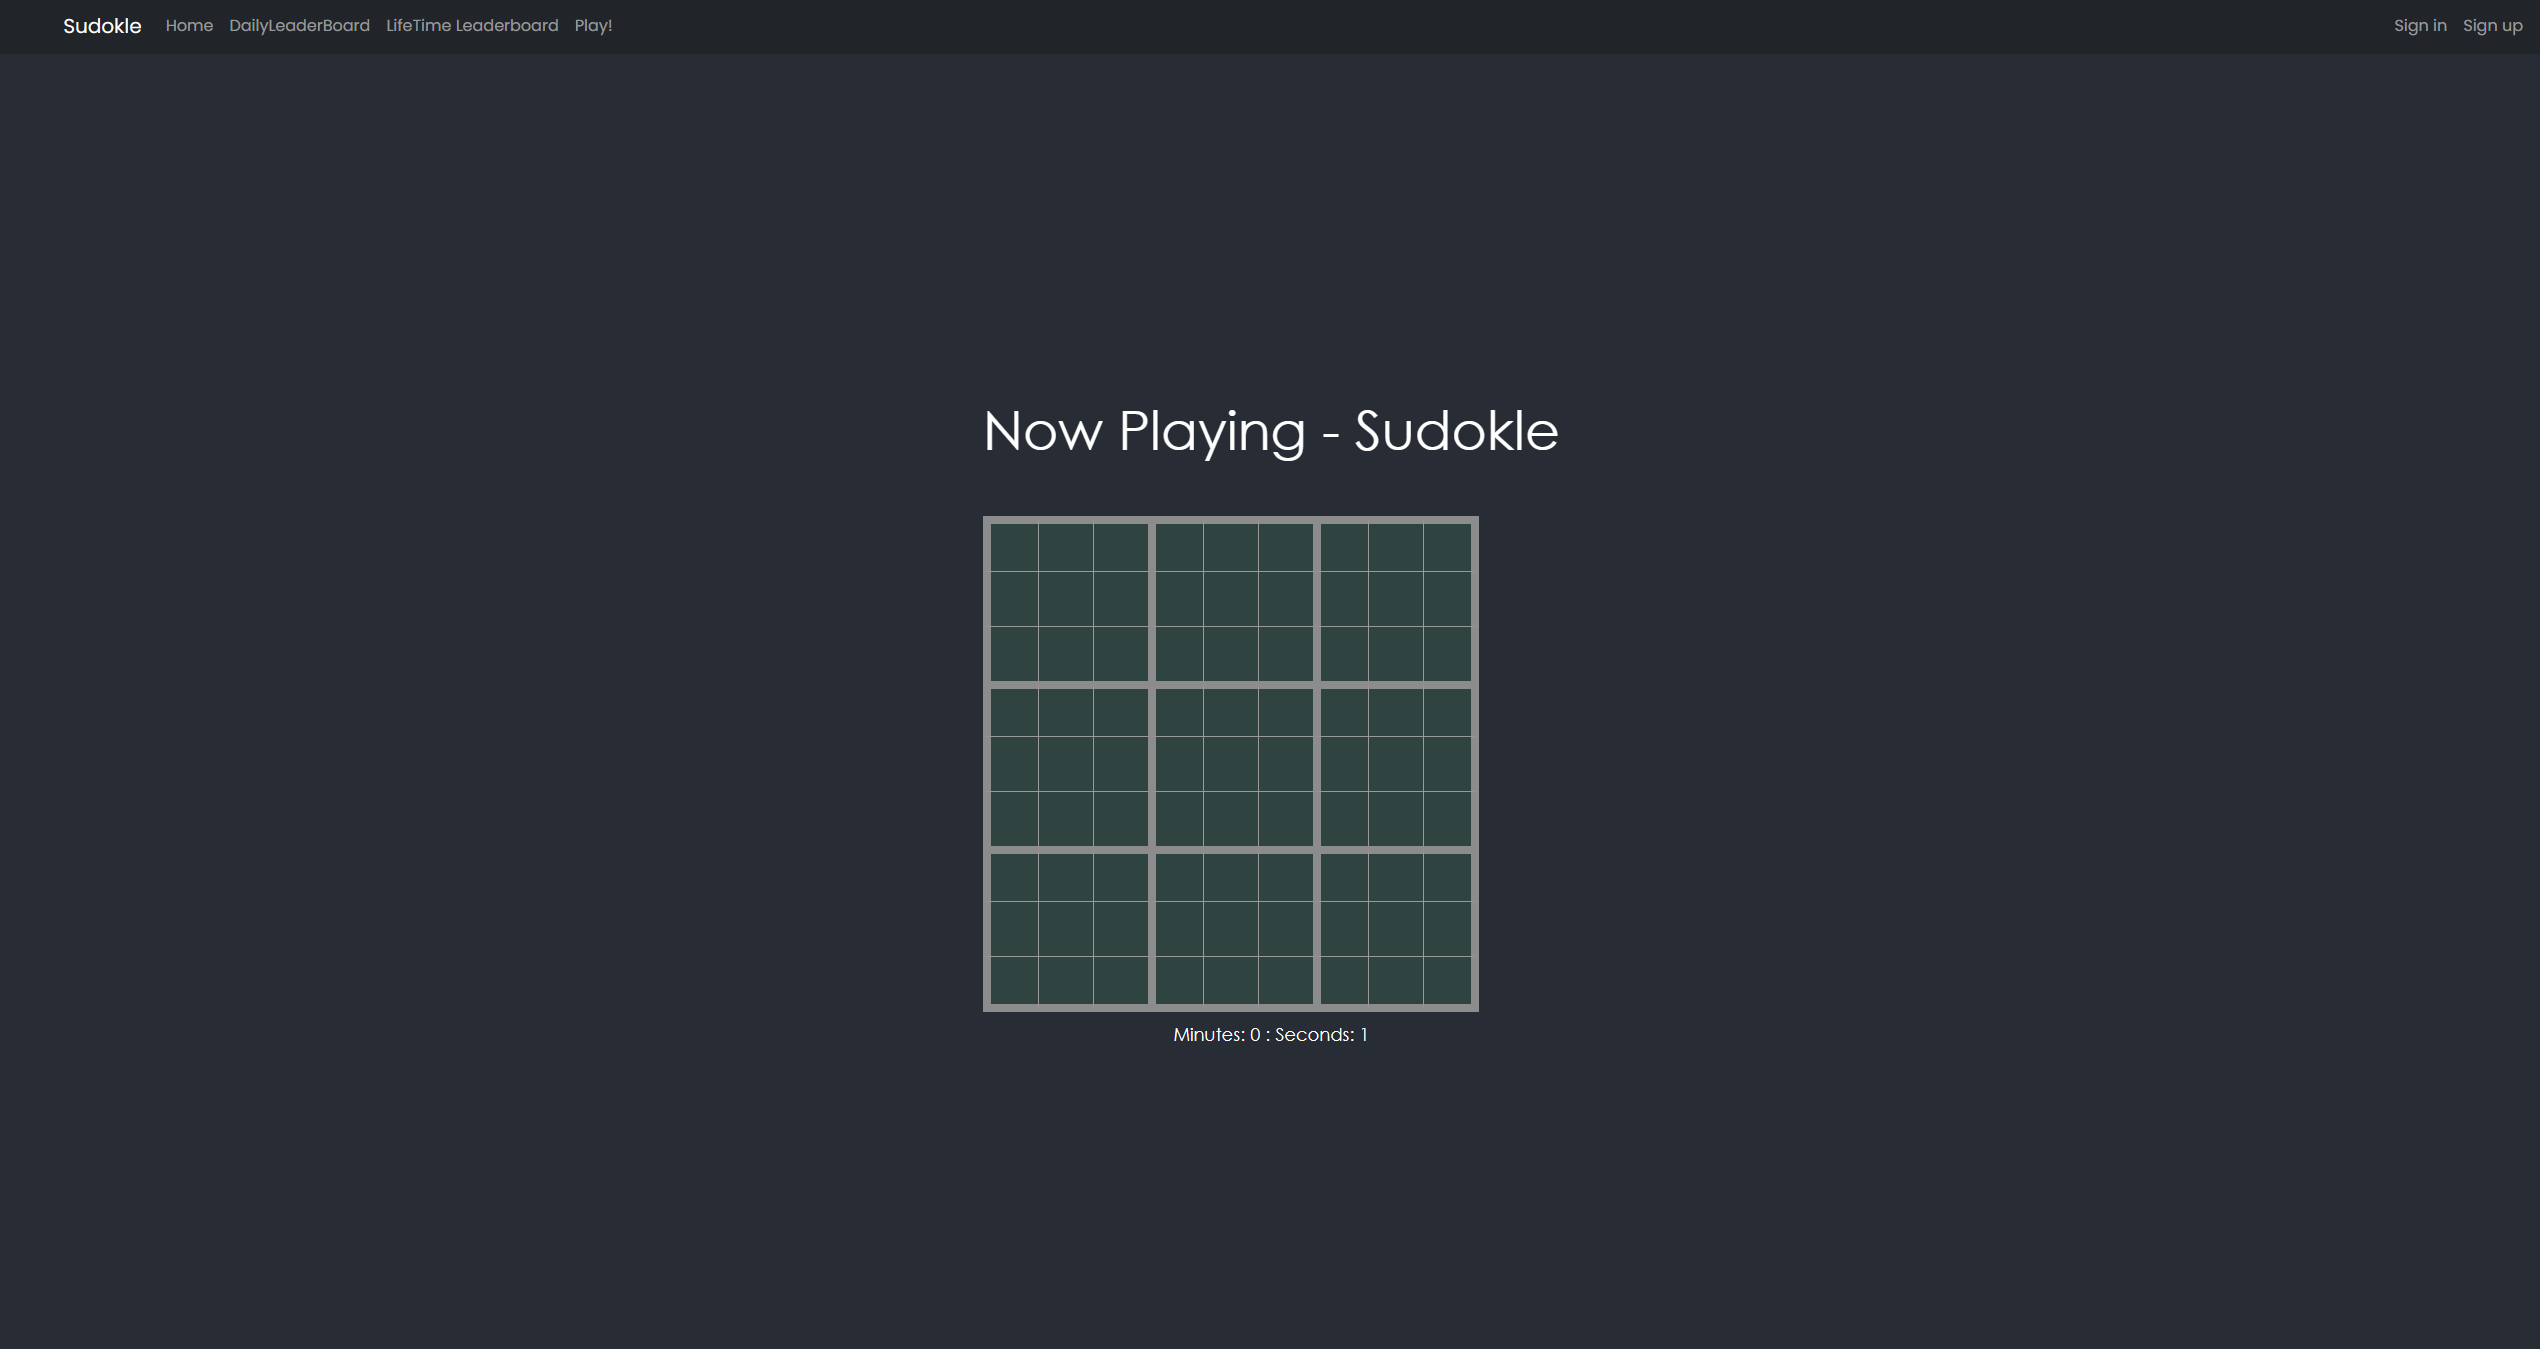 Sudokle Home DailyLeaderBoard LifeTime Leaderboard Play! Sign in Sign up
Now Playing - Sudokle
Minutes: 0 : Seconds: 1